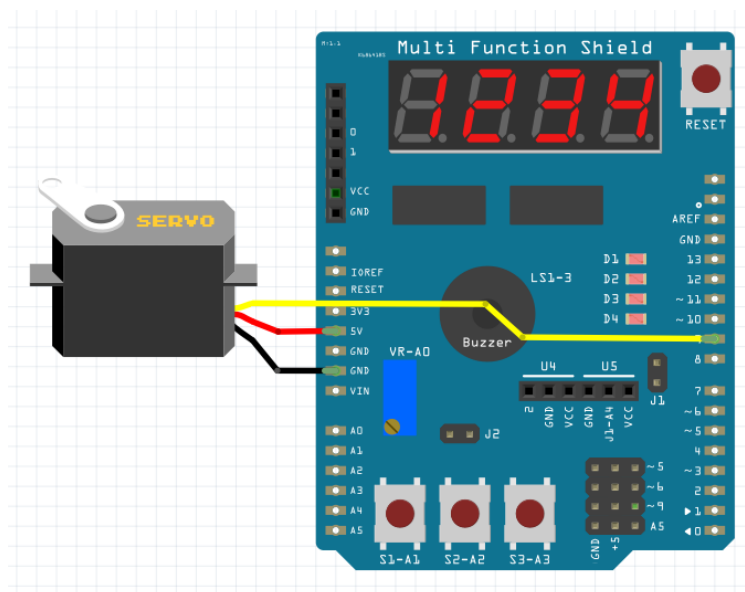 Multi Function Shield
1234
RESET
0
1
VCC
GND
SERVO
AREF
GND
13
12
~11
~10
8
7
~6
~5
4
~3
2
▶1
◀0
IOREF
RESET
3V3
5V
GND
GND
VIN
A0
A1
A2
A3
A4
A5
D1
D2
D3
D4
LS1-3
Buzzer
VR-A0
U4
U5
2
GND
VCC
GND
J1-A4
VCC
J1
J2
~5
~6
~9
A5
GND
+5
S1-A1
S2-A2
S3-A3